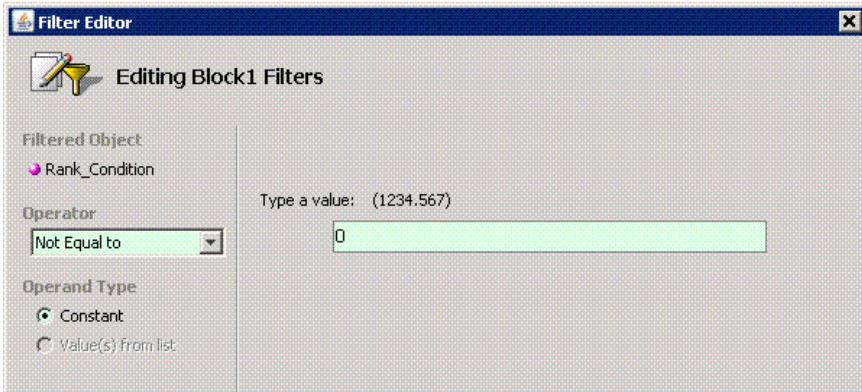 Filter Editor
Editing Block1 Filters
Filtered Object
Rank_Condition
Operator
Not Equal to
Operand Type
Constant
Value(s) from list
Type a value: (1234.567)
0